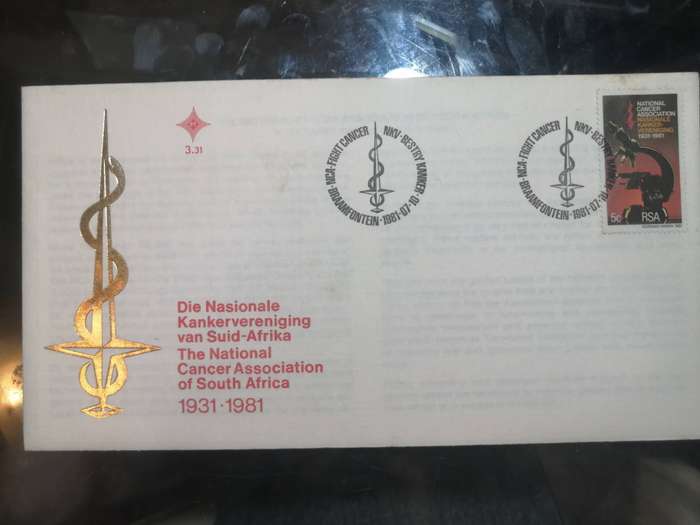 3.31
NCA-FIGHT CANCER NKV-BESTRY KANKER
BRAAMFONTEIN · 1981-07-10
NCA-FIGHT CANCER NKV-BESTRY KANKER
BRAAMFONTEIN · 1981-07-10
NATIONAL
CANCER
ASSOCIATION
NASIONALE
KANKER-
VERENIGING
1931-1981
5c RSA
Die Nasionale
Kankervereniging
van Suid-Afrika
The National
Cancer Association
of South Africa
1931·1981